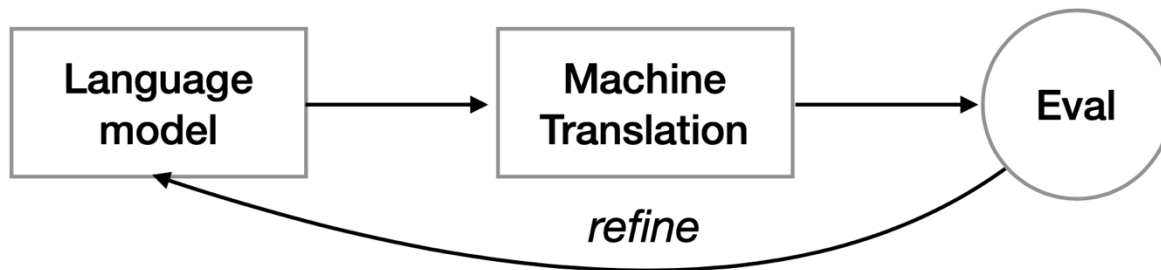 Language
model
Machine
Translation
Eval
refine